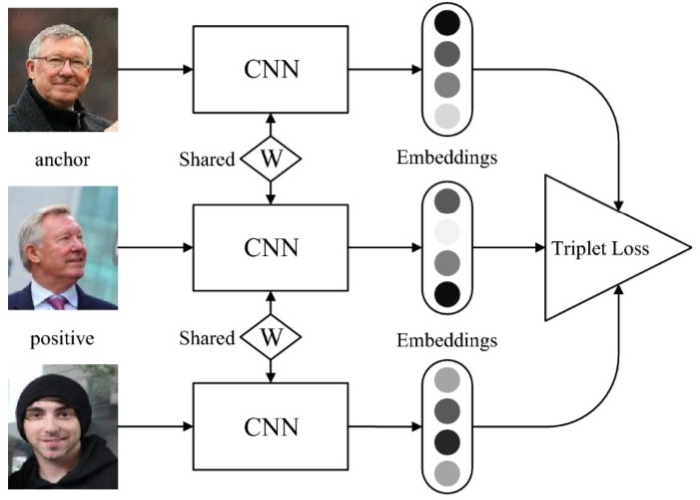 CNN
anchor
Shared
W
Embeddings
CNN
Triplet Loss
positive
Shared
W
Embeddings
CNN